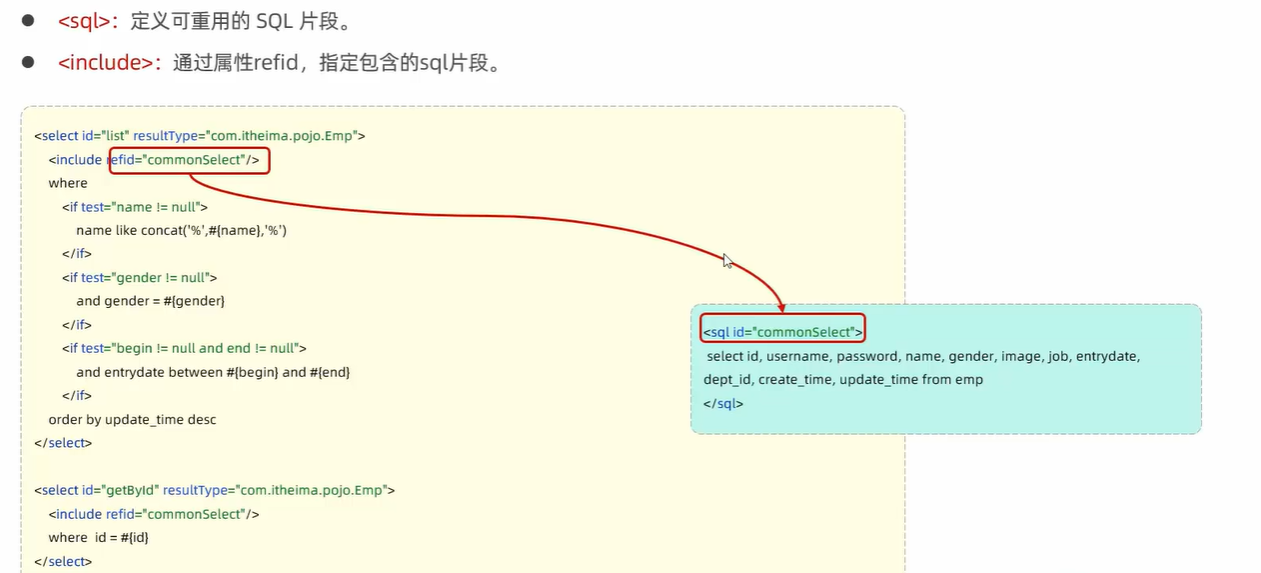 ● <sql>：定义可重用的 SQL 片段。
● <include>：通过属性refid，指定包含的sql片段。
<select id="list" resultType="com.itheima.pojo.Emp">
<include refid="commonSelect"/>
where
<if test="name != null">
name like concat('%',#{name},'%')
</if>
<if test="gender != null">
and gender = #{gender}
</if>
<if test="begin != null and end != null">
and entrydate between #{begin} and #{end}
</if>
order by update_time desc
</select>
<select id="getById" resultType="com.itheima.pojo.Emp">
<include refid="commonSelect"/>
where id = #{id}
</select>
<sql id="commonSelect">
select id, username, password, name, gender, image, job, entrydate,
dept_id, create_time, update_time from emp
</sql>